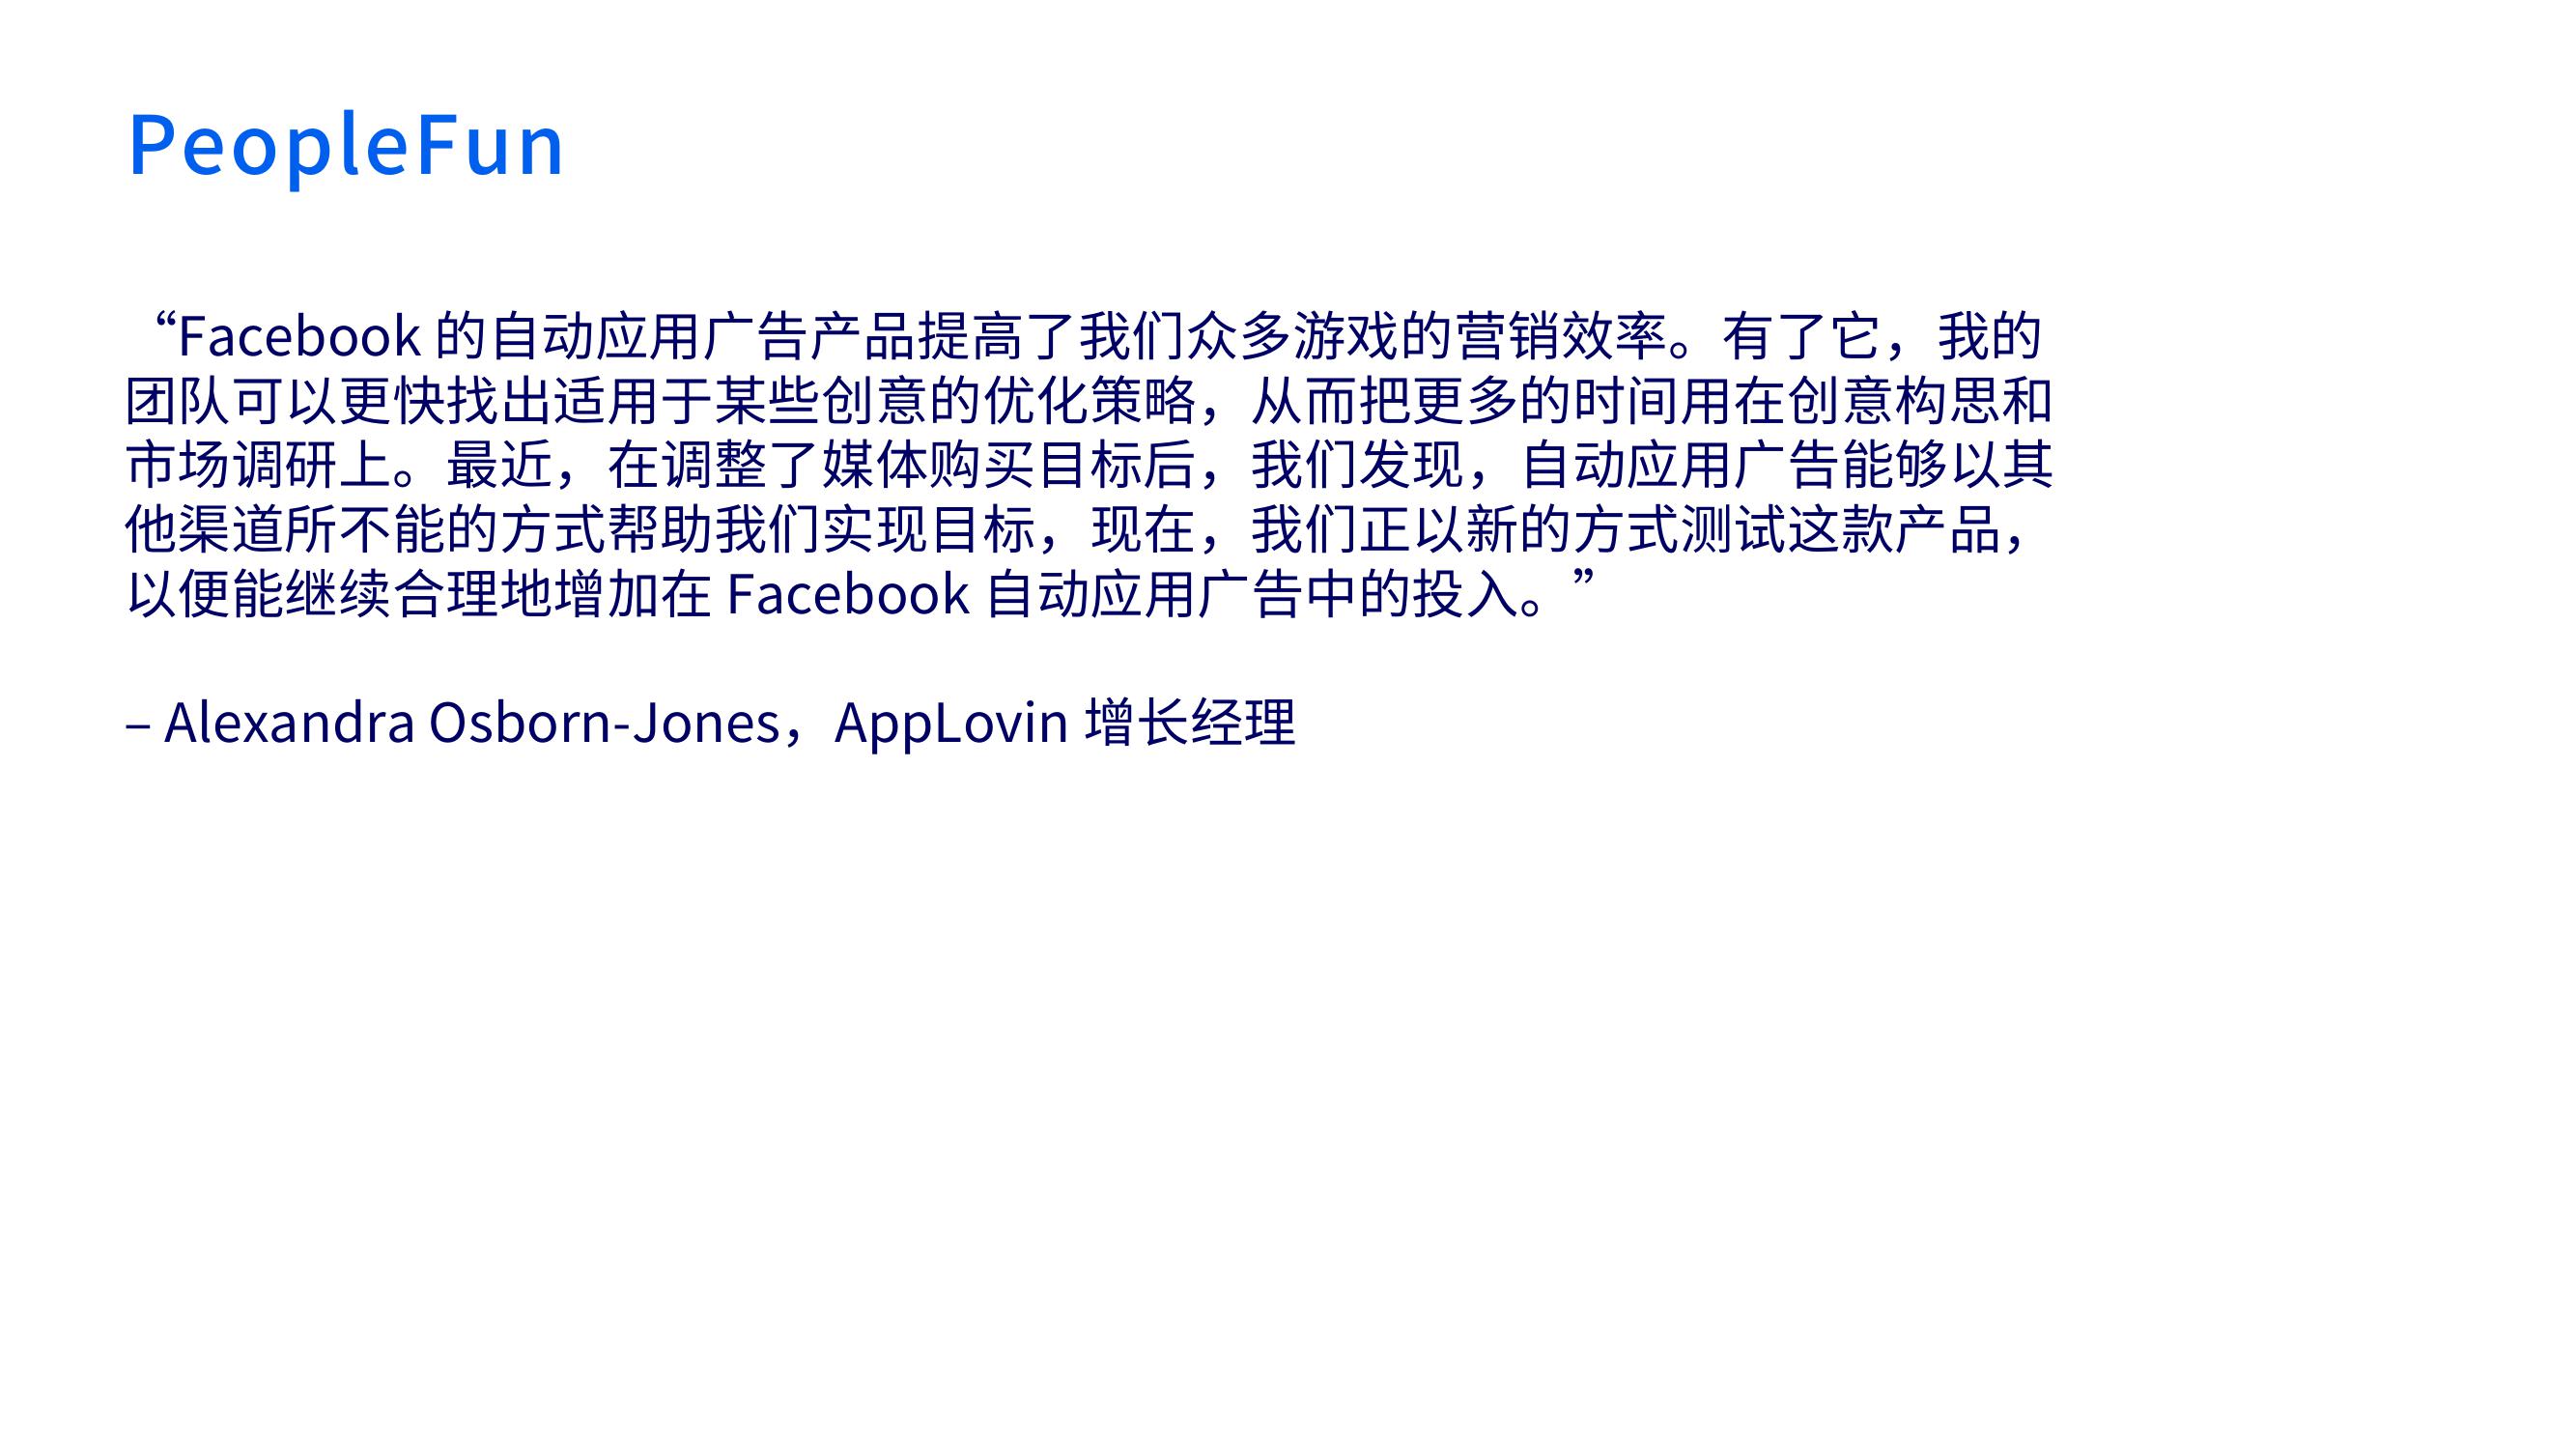 PeopleFun
“Facebook 的自动应用广告产品提高了我们众多游戏的营销效率。有了它，我的
团队可以更快找出适用于某些创意的优化策略，从而把更多的时间用在创意构思和
市场调研上。最近，在调整了媒体购买目标后，我们发现，自动应用广告能够以其
他渠道所不能的方式帮助我们实现目标，现在，我们正以新的方式测试这款产品，
以便能继续合理地增加在 Facebook 自动应用广告中的投入。”
– Alexandra Osborn-Jones，AppLovin 增长经理